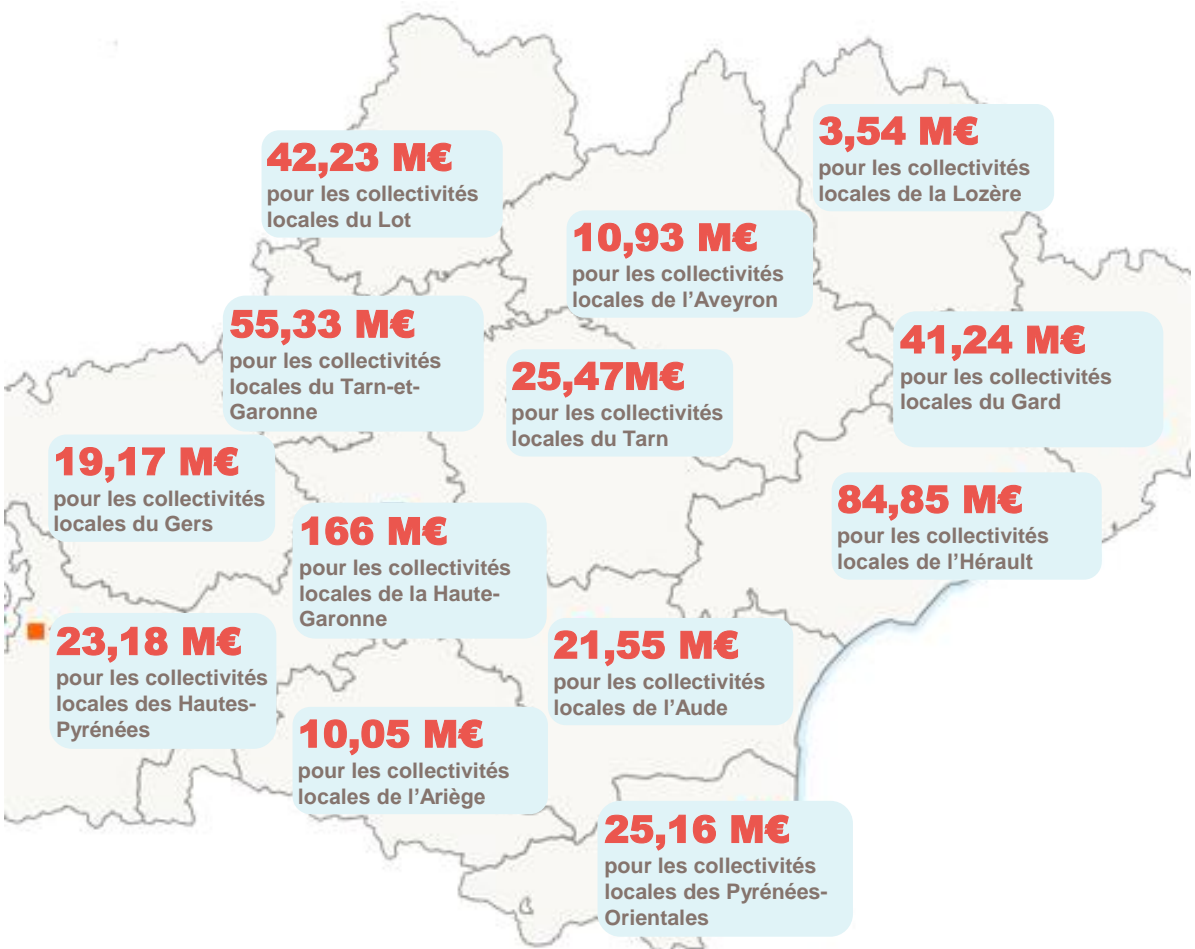 3,54 M€
pour les collectivités
locales de la Lozère
42,23 M€
pour les collectivités
locales du Lot
10,93 M€
pour les collectivités
locales de l’Aveyron
55,33 M€
pour les collectivités
locales du Tarn-et-
Garonne
41,24 M€
pour les collectivités
locales du Gard
25,47M€
pour les collectivités
locales du Tarn
19,17 M€
pour les collectivités
locales du Gers
84,85 M€
pour les collectivités
locales de l’Hérault
166 M€
pour les collectivités
locales de la Haute-
Garonne
23,18 M€
pour les collectivités
locales des Hautes-
Pyrénées
21,55 M€
pour les collectivités
locales de l’Aude
10,05 M€
pour les collectivités
locales de l’Ariège
25,16 M€
pour les collectivités
locales des Pyrénées-
Orientales